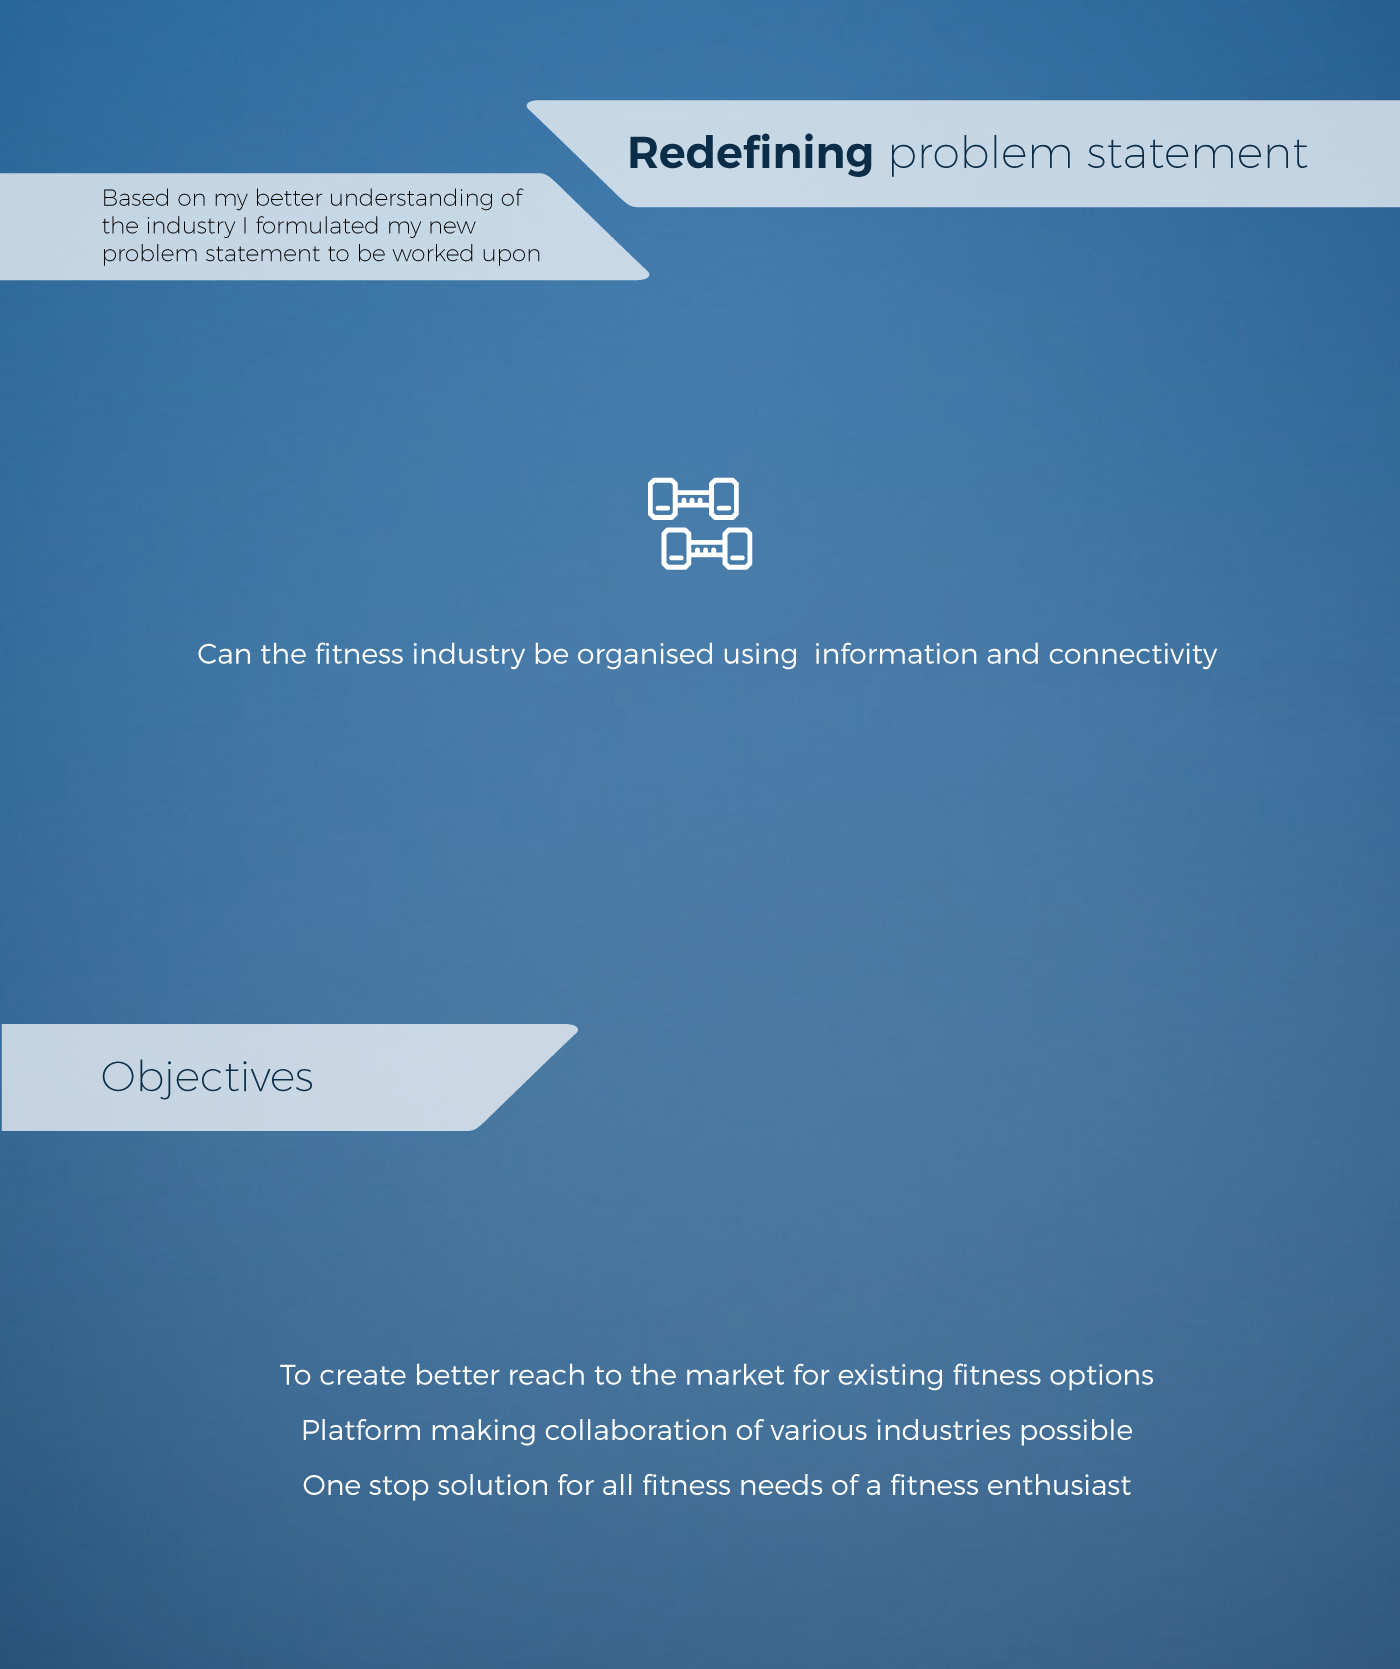 Redefining problem statement
Based on my better understanding of
the industry I formulated my new
problem statement to be worked upon
Can the fitness industry be organised using  information and connectivity
Objectives
To create better reach to the market for existing fitness options
Platform making collaboration of various industries possible
One stop solution for all fitness needs of a fitness enthusiast